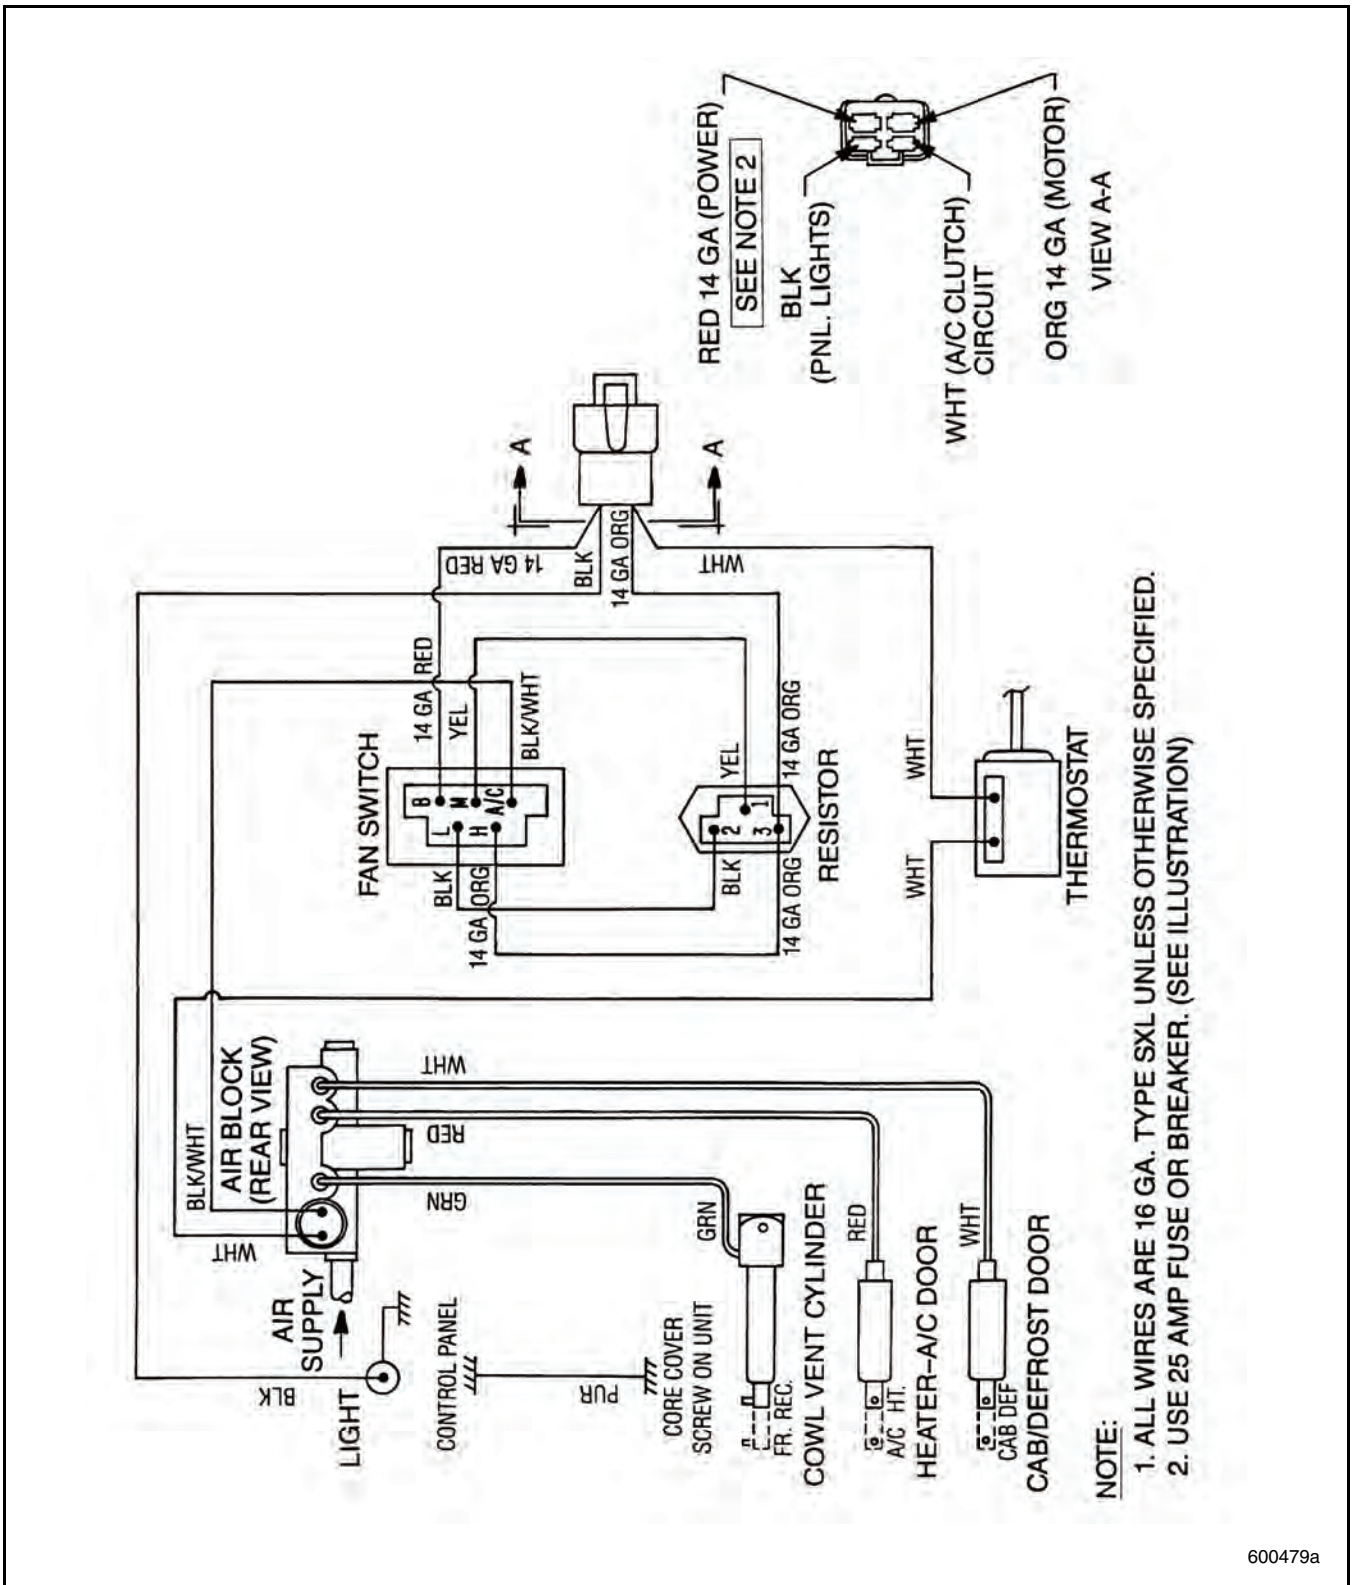 AIR BLOCK
(REAR VIEW)
BLK/WHT
WHT
AIR
SUPPLY
LIGHT
BLK
WHT
RED
GRN
CONTROL PANEL
PUR
CORE COVER
SCREW ON UNIT
GRN
FR. REC.
COWL VENT CYLINDER
RED
A/C HT.
HEATER–A/C DOOR
WHT
CAB DEF
CAB/DEFROST DOOR
FAN SWITCH
B
M
A/C
L
H
14 GA RED
YEL
BLK/WHT
BLK
14 GA ORG
YEL
14 GA ORG
1
2
3
BLK
14 GA ORG
RESISTOR
WHT
WHT
THERMOSTAT
14 GA RED
BLK
14 GA ORG
WHT
A
A
RED 14 GA (POWER)
SEE NOTE 2
BLK
(PNL. LIGHTS)
WHT (A/C CLUTCH)
CIRCUIT
ORG 14 GA (MOTOR)
VIEW A-A
NOTE:
1. ALL WIRES ARE 16 GA. TYPE SXL UNLESS OTHERWISE SPECIFIED.
2. USE 25 AMP FUSE OR BREAKER. (SEE ILLUSTRATION)
600479a